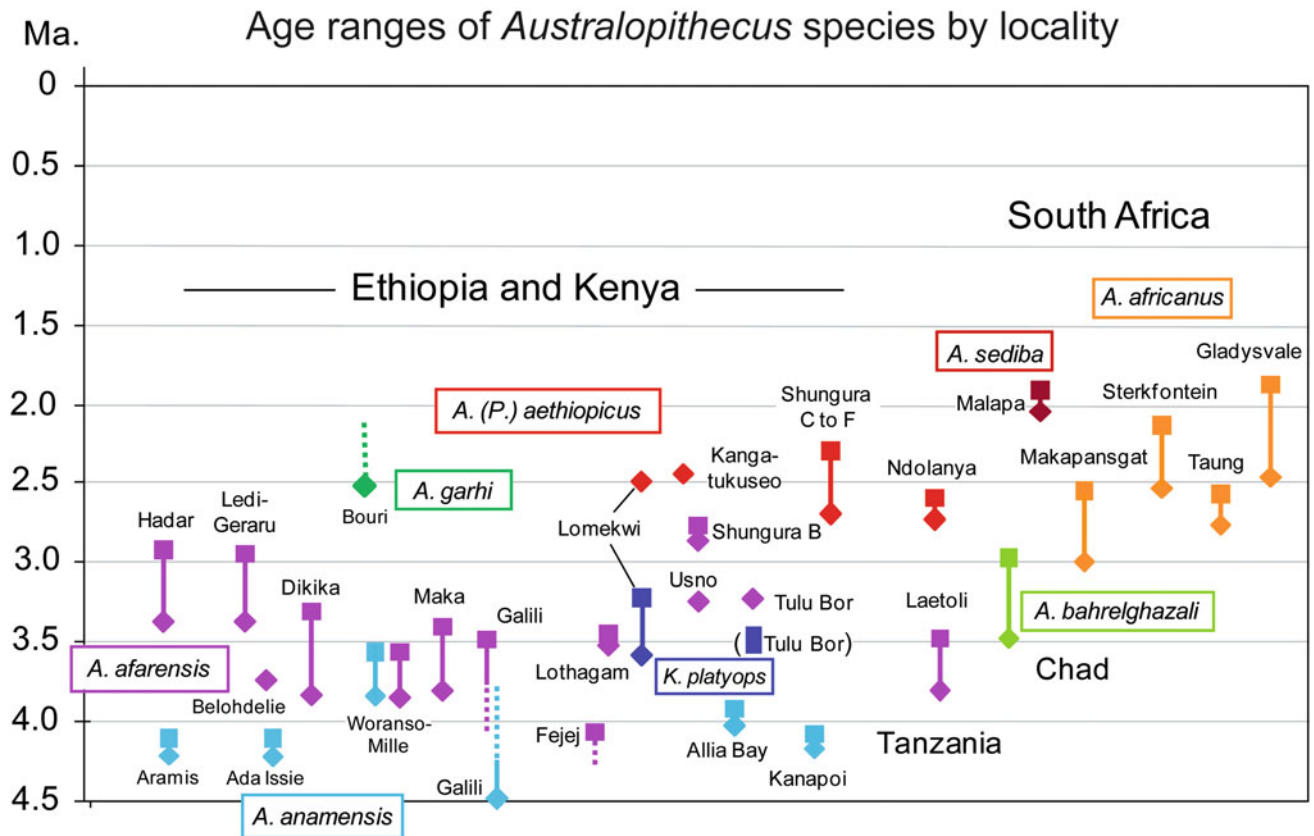 Age ranges of Australopithecus species by locality
Ma.
0
0.5
1.0
1.5
2.0
2.5
3.0
3.5
4.0
4.5
South Africa
Ethiopia and Kenya
A. africanus
A. sediba
Gladysvale
A. (P.) aethiopicus
Shungura
C to F
Malapa
Sterkfontein
Kanga-
tukuseo
Ndolanya
Makapansgat
Taung
A. garhi
Bouri
Hadar
Ledi-
Geraru
Lomekwi
Shungura B
Dikika
Maka
Galili
Usno
Tulu Bor
Laetoli
A. bahrelghazali
(Tulu Bor)
A. afarensis
Lothagam
K. platyops
Chad
Belohdelie
Woranso-
Mille
Fejej
Allia Bay
Tanzania
Aramis
Ada Issie
Galili
Kanapoi
A. anamensis